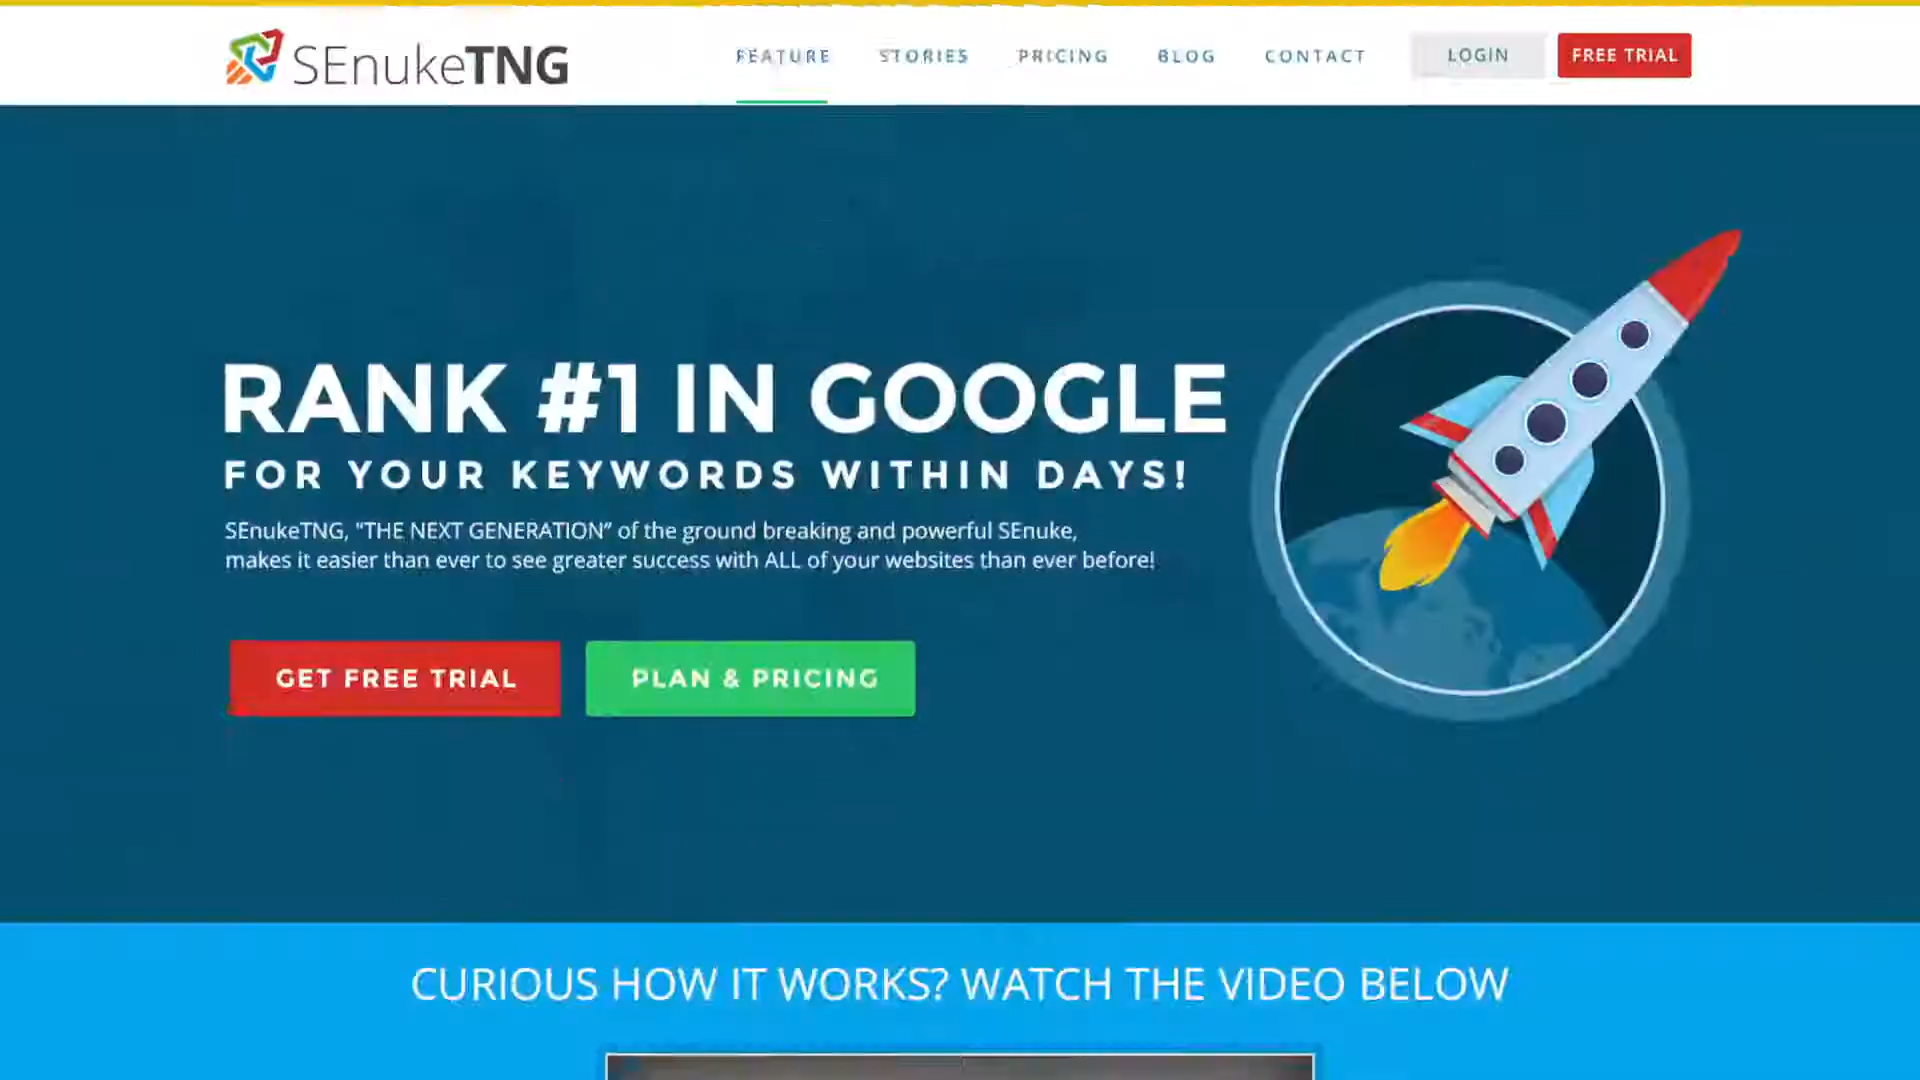 SEnukeTNG
FEATURE
STORIES
PRICING
BLOG
CONTACT
LOGIN
FREE TRIAL
RANK #1 IN GOOGLE
FOR YOUR KEYWORDS WITHIN DAYS!
SEnukeTNG, "THE NEXT GENERATION” of the ground breaking and powerful SEnuke,
makes it easier than ever to see greater success with ALL of your websites than ever before!
GET FREE TRIAL
PLAN & PRICING
CURIOUS HOW IT WORKS? WATCH THE VIDEO BELOW